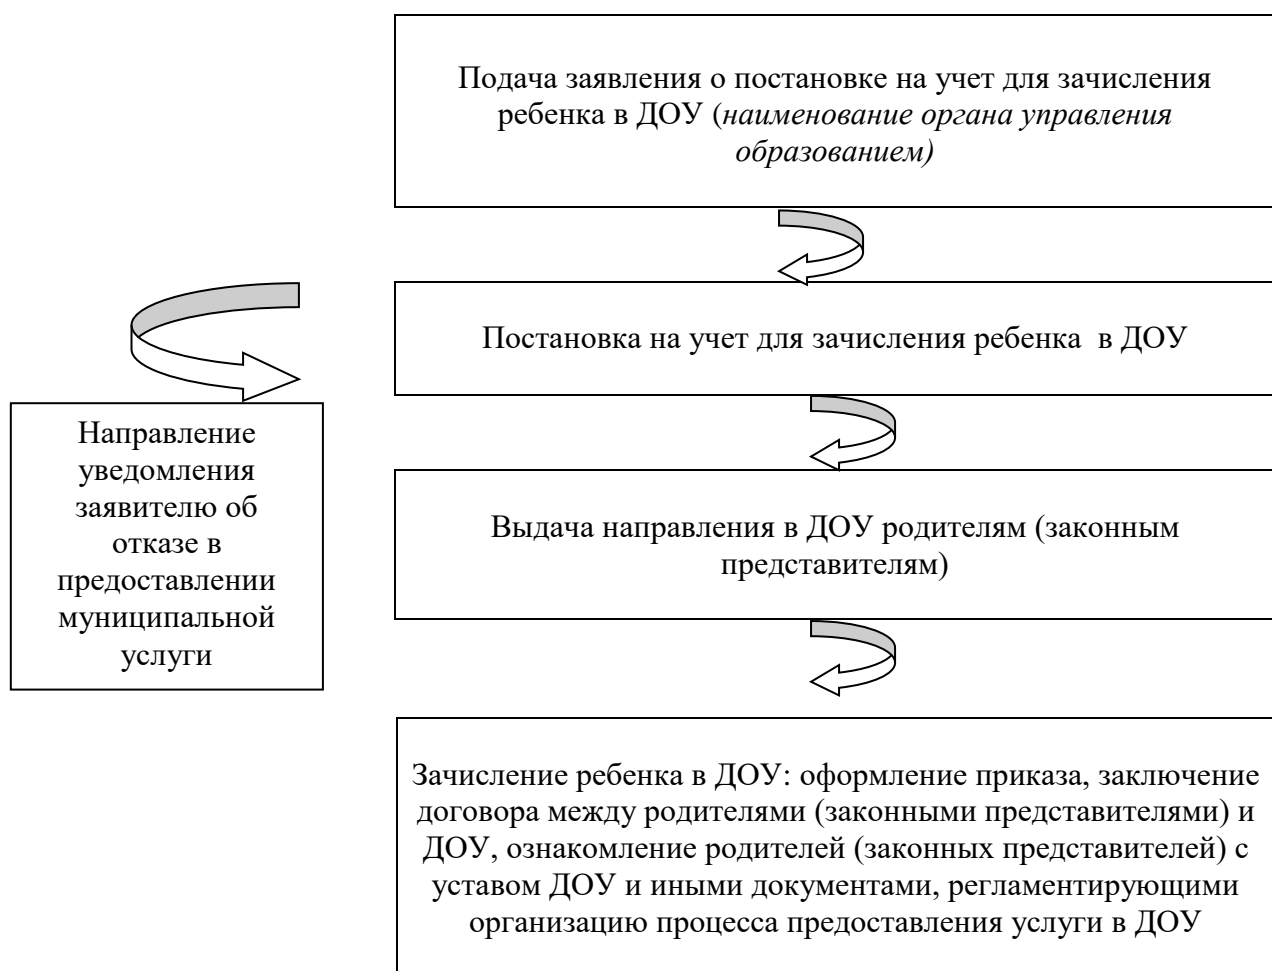 Подача заявления о постановке на учет для зачисления
ребенка в ДОУ (наименование органа управления
образованием)
Постановка на учет для зачисления ребенка  в ДОУ
Направление
уведомления
заявителю об
отказе в
предоставлении
муниципальной
услуги
Выдача направления в ДОУ родителям (законным
представителям)
Зачисление ребенка в ДОУ: оформление приказа, заключение
договора между родителями (законными представителями) и
ДОУ, ознакомление родителей (законных представителей) с
уставом ДОУ и иными документами, регламентирующими
организацию процесса предоставления услуги в ДОУ